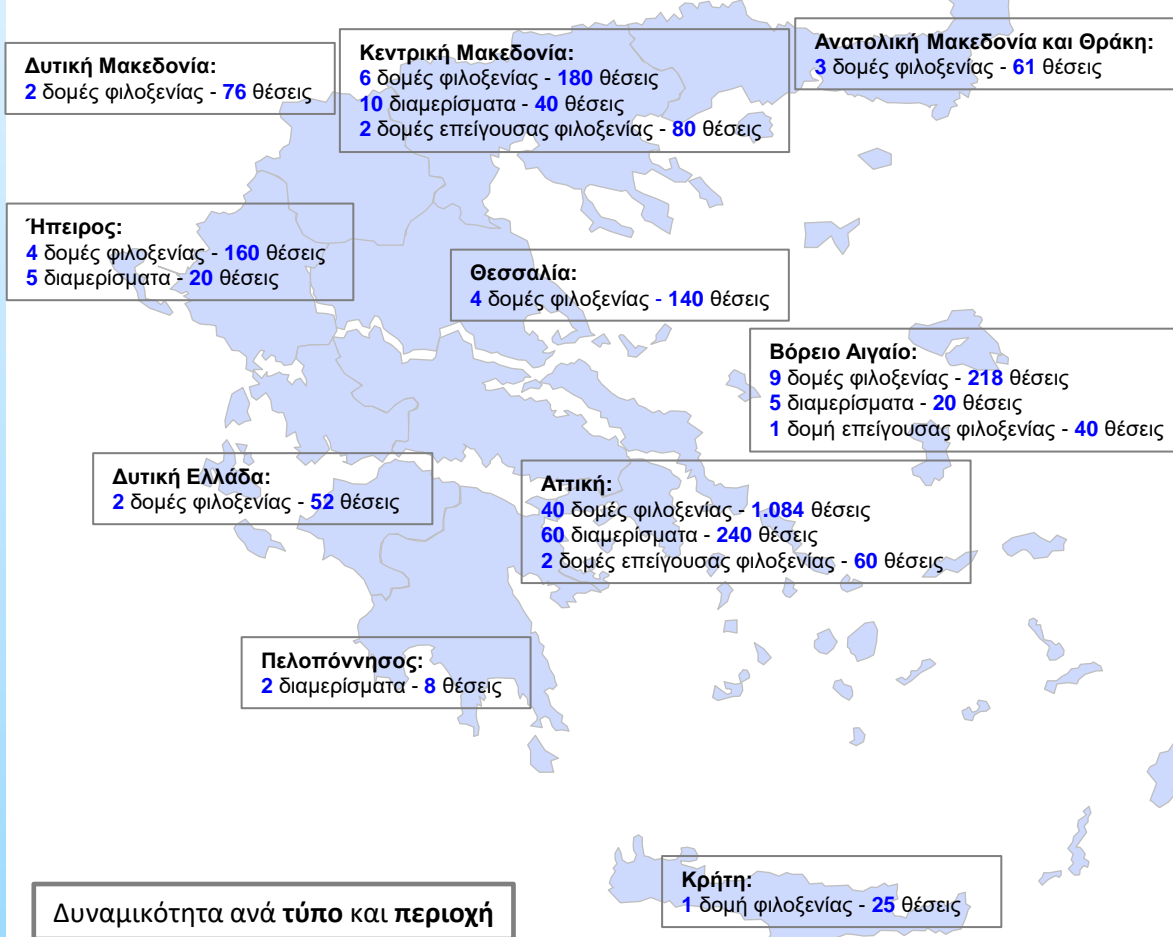 Δυτική Μακεδονία:
2 δομές φιλοξενίας - 76 θέσεις
Κεντρική Μακεδονία:
6 δομές φιλοξενίας - 180 θέσεις
10 διαμερίσματα - 40 θέσεις
2 δομές επείγουσας φιλοξενίας - 80 θέσεις
Ανατολική Μακεδονία και Θράκη:
3 δομές φιλοξενίας - 61 θέσεις
Ήπειρος:
4 δομές φιλοξενίας - 160 θέσεις
5 διαμερίσματα - 20 θέσεις
Θεσσαλία:
4 δομές φιλοξενίας - 140 θέσεις
Βόρειο Αιγαίο:
9 δομές φιλοξενίας - 218 θέσεις
5 διαμερίσματα - 20 θέσεις
1 δομή επείγουσας φιλοξενίας - 40 θέσεις
Δυτική Ελλάδα:
2 δομές φιλοξενίας - 52 θέσεις
Αττική:
40 δομές φιλοξενίας - 1.084 θέσεις
60 διαμερίσματα - 240 θέσεις
2 δομές επείγουσας φιλοξενίας - 60 θέσεις
Πελοπόννησος:
2 διαμερίσματα - 8 θέσεις
Κρήτη:
1 δομή φιλοξενίας - 25 θέσεις
Δυναμικότητα ανά τύπο και περιοχή